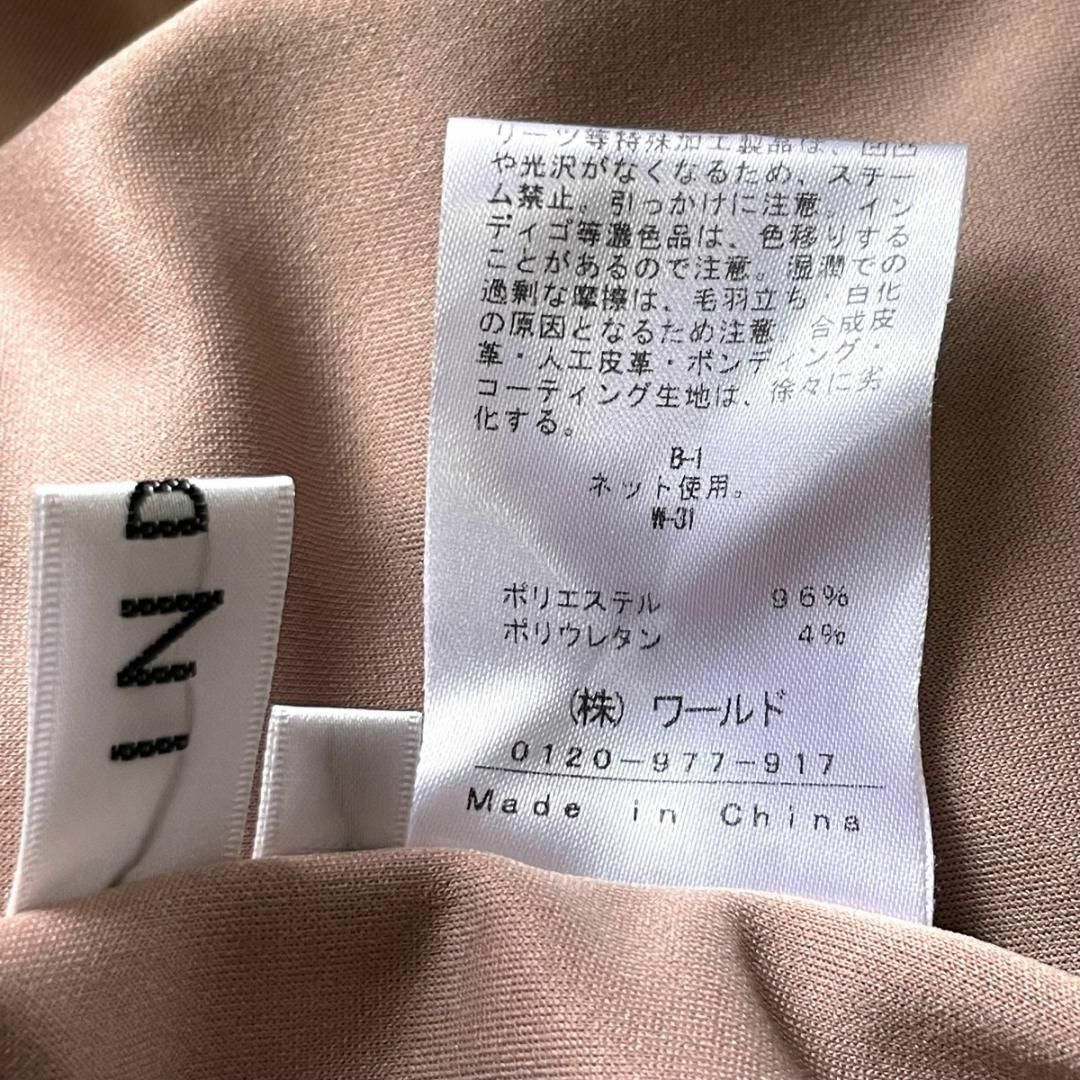 リーツ等特殊加工製品は、凹凸
や光沢がなくなるため、スチー
ム禁止。引っかけに注意。イン
ディゴ等濃色品は、色移りする
ことがあるので注意。湿潤での
過剰な摩擦は、毛羽立ち・白化
の原因となるため注意。合成皮
革・人工皮革・ボンディング・
コーティング生地は、徐々に劣
化する。
B-1
ネット使用。
W-31
ポリエステル 96%
ポリウレタン 4%
(株) ワールド
0120-977-917
Made in China
IND